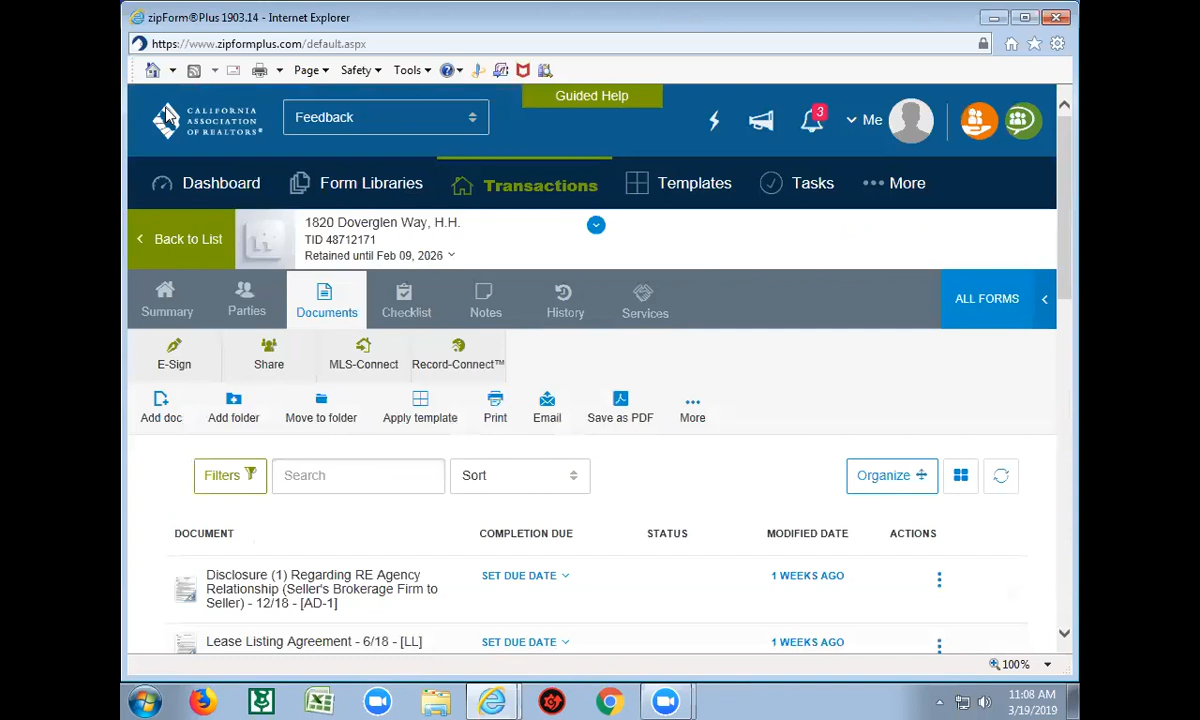 zipForm®Plus 1903.14 - Internet Explorer
https://www.zipformplus.com/default.aspx
Page Safety Tools
Guided Help
CALIFORNIA
ASSOCIATION
OF REALTORS®
Feedback
3
Me
Dashboard Form Libraries Transactions Templates Tasks More
Back to List
1820 Doverglen Way, H.H.
TID 48712171
Retained until Feb 09, 2026
Summary Parties Documents Checklist Notes History Services
ALL FORMS
E-Sign Share MLS-Connect Record-Connect™
Add doc Add folder Move to folder Apply template Print Email Save as PDF More
Filters Search Sort Organize
DOCUMENT COMPLETION DUE STATUS MODIFIED DATE ACTIONS
Disclosure (1) Regarding RE Agency
Relationship (Seller's Brokerage Firm to
Seller) - 12/18 - [AD-1]
SET DUE DATE 1 WEEKS AGO
Lease Listing Agreement - 6/18 - [LL] SET DUE DATE 1 WEEKS AGO
100%
11:08 AM
3/19/2019